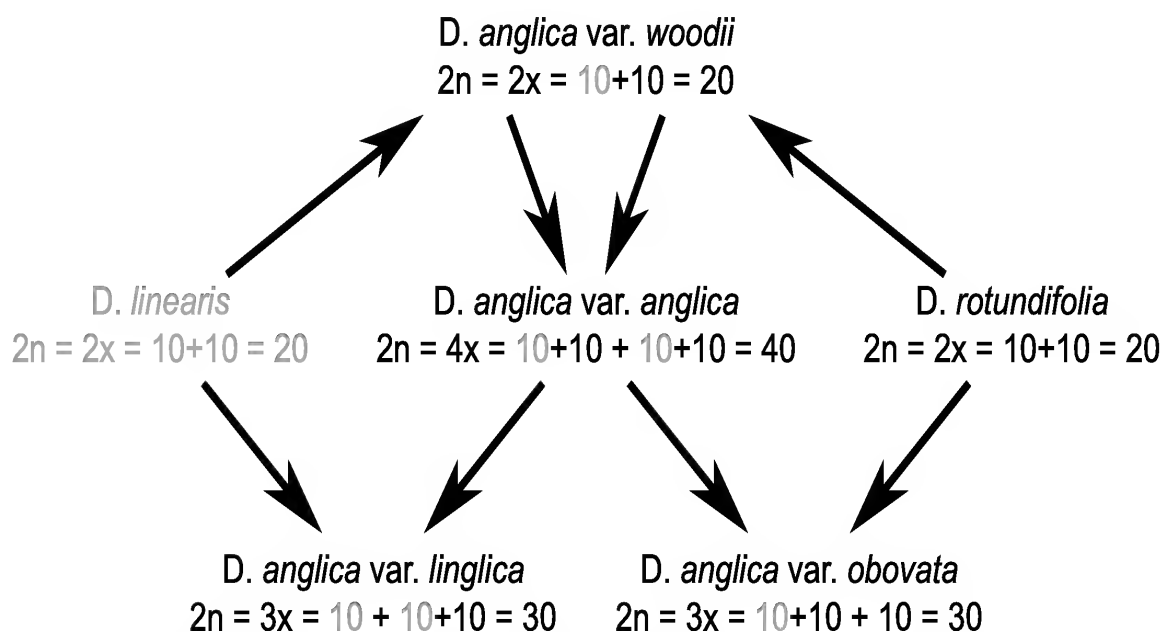 D. anglica var. woodii
2n = 2x = 10+10 = 20
D. linearis
2n = 2x = 10+10 = 20
D. anglica var. anglica
2n = 4x = 10+10 + 10+10 = 40
D. rotundifolia
2n = 2x = 10+10 = 20
D. anglica var. linglica
2n = 3x = 10 + 10+10 = 30
D. anglica var. obovata
2n = 3x = 10+10 + 10 = 30